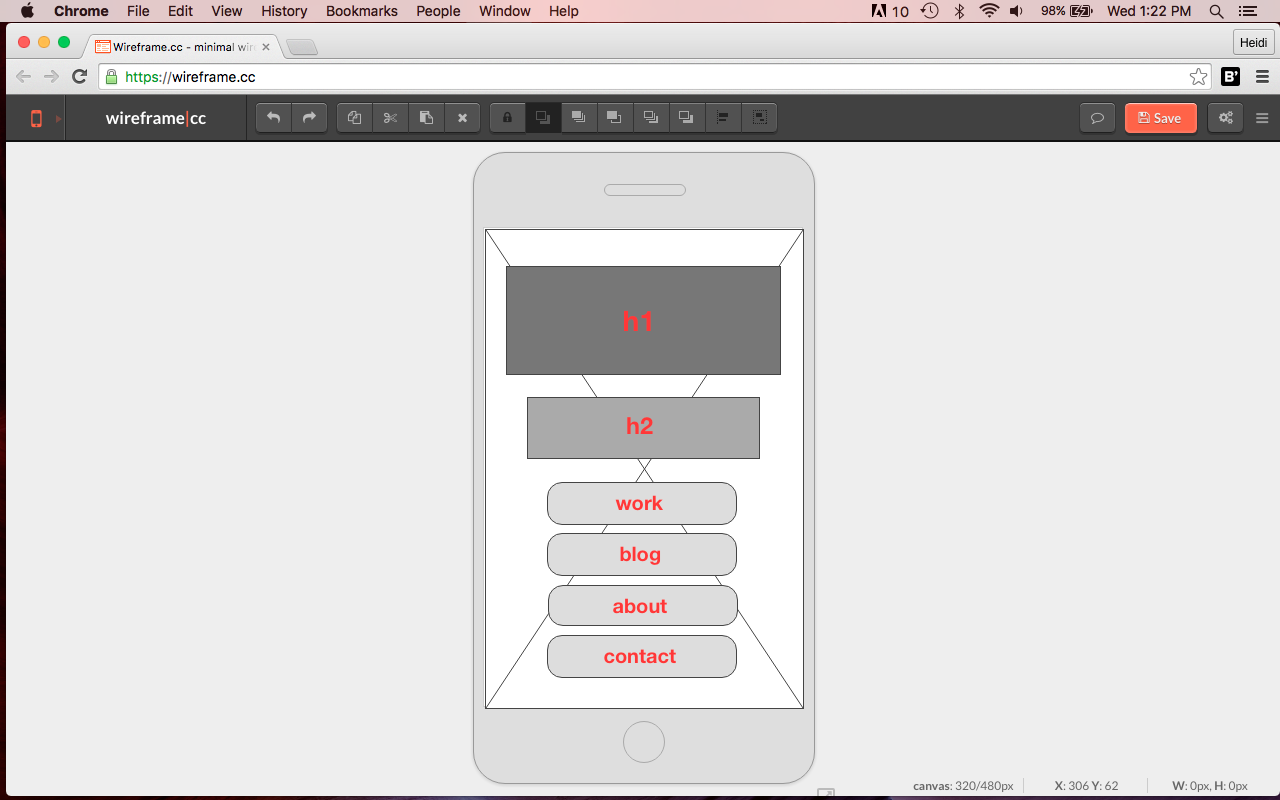 Chrome File Edit View History Bookmarks People Window Help 10 98% Wed 1:22 PM
Wireframe.cc - minimal wir
Heidi
https://wireframe.cc
B'
wireframe|cc Save
h1
h2
work
blog
about
contact
canvas: 320/480px X: 306 Y: 62 W: 0px, H: 0px